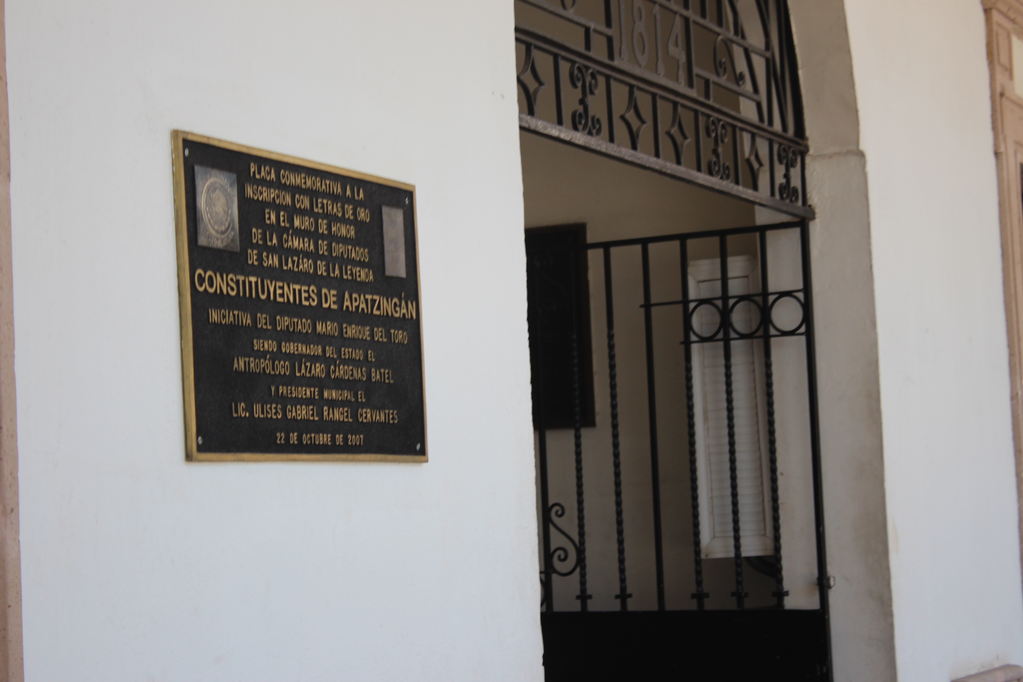 PLACA CONMEMORATIVA A LA
INSCRIPCION CON LETRAS DE ORO
EN EL MURO DE HONOR
DE LA CÁMARA DE DIPUTADOS
DE SAN LAZÁRO DE LA LEYENDA
CONSTITUYENTES DE APATZINGÁN
INICIATIVA DEL DIPUTADO MARIO ENRIQUE DEL TORO
SIENDO GOBERNADOR DEL ESTADO EL
ANTROPÓLOGO LÁZARO CÁRDENAS BATEL
Y PRESIDENTE MUNICIPAL EL
LIC. ULISES GABRIEL RANGEL CERVANTES
22 DE OCTUBRE DE 2007
1814